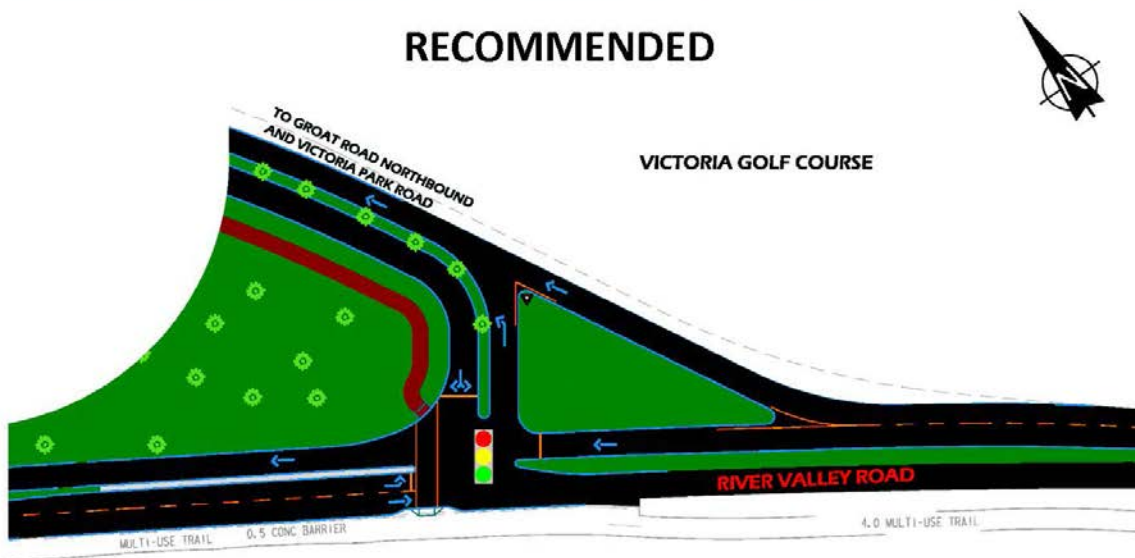 RECOMMENDED
TO GROAT ROAD NORTHBOUND
AND VICTORIA PARK ROAD
VICTORIA GOLF COURSE
N
RIVER VALLEY ROAD
MULTI-USE TRAIL
0.5 CONC BARRIER
4.0 MULTI-USE TRAIL